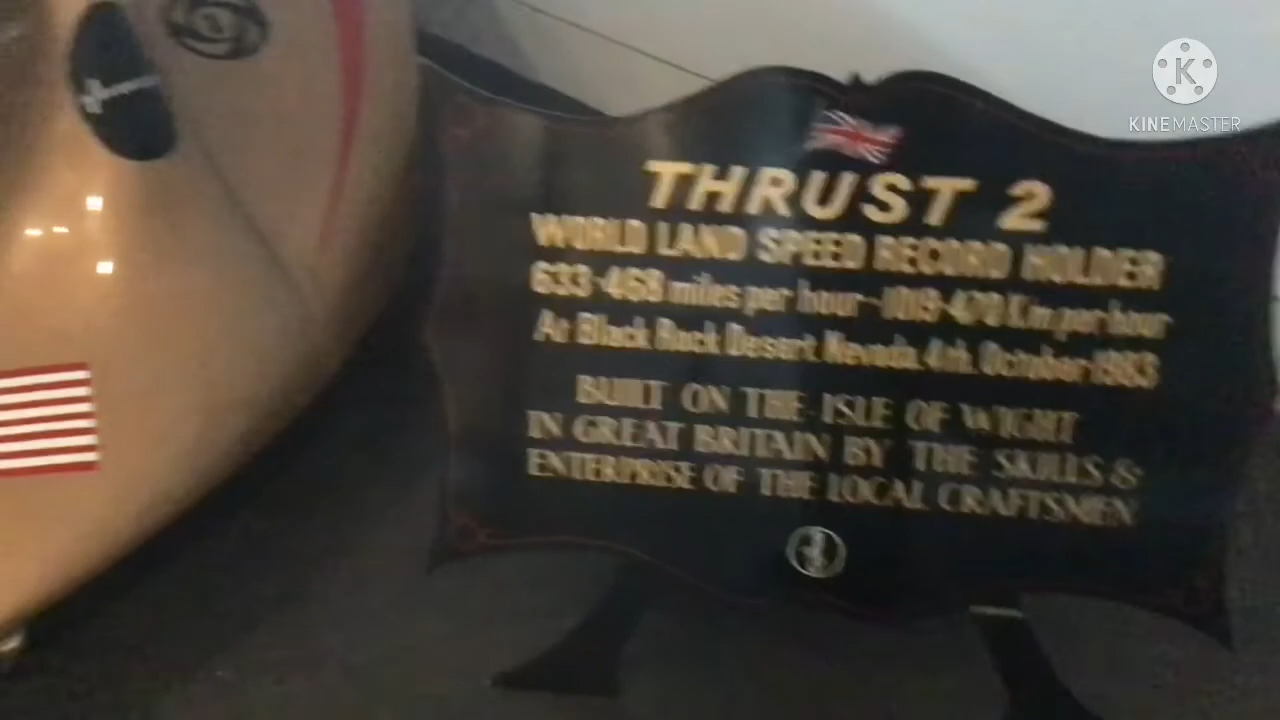 KINEMASTER
THRUST 2
WORLD LAND SPEED RECORD HOLDER
633·468 miles per hour - 1019·470 Km per hour
At Black Rock Desert Nevada. 4th. October 1983
BUILT ON THE ISLE OF WIGHT
IN GREAT BRITAIN BY THE SKILLS &
ENTERPRISE OF THE LOCAL CRAFTSMEN